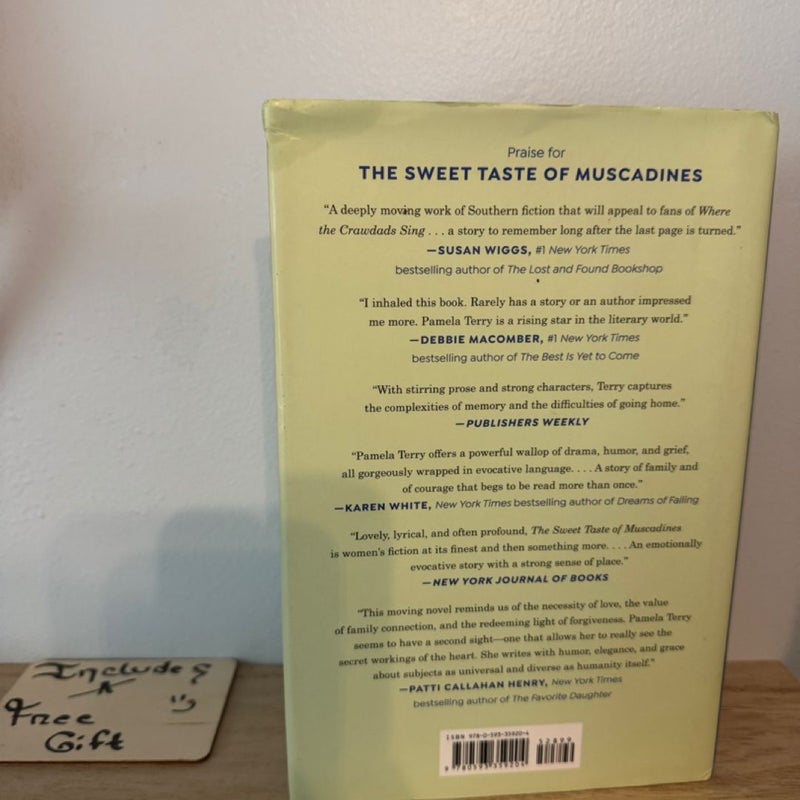 Praise for
THE SWEET TASTE OF MUSCADINES
“A deeply moving work of Southern fiction that will appeal to fans of Where
the Crawdads Sing . . . a story to remember long after the last page is turned.”
—SUSAN WIGGS, #1 New York Times
bestselling author of The Lost and Found Bookshop
“I inhaled this book. Rarely has a story or an author impressed
me more. Pamela Terry is a rising star in the literary world.”
—DEBBIE MACOMBER, #1 New York Times
bestselling author of The Best Is Yet to Come
“With stirring prose and strong characters, Terry captures
the complexities of memory and the difficulties of going home.”
—PUBLISHERS WEEKLY
“Pamela Terry offers a powerful wallop of drama, humor, and grief,
all gorgeously wrapped in evocative language. . . . A story of family and
of courage that begs to be read more than once.”
—KAREN WHITE, New York Times bestselling author of Dreams of Falling
“Lovely, lyrical, and often profound, The Sweet Taste of Muscadines
is women’s fiction at its finest and then something more. . . . An emotionally
evocative story with a strong sense of place.”
—NEW YORK JOURNAL OF BOOKS
“This moving novel reminds us of the necessity of love, the value
of family connection, and the redeeming light of forgiveness. Pamela Terry
seems to have a second sight—one that allows her to really see the
secret workings of the heart. She writes with humor, elegance, and grace
about subjects as universal and diverse as humanity itself.”
—PATTI CALLAHAN HENRY, New York Times
bestselling author of The Favorite Daughter
ISBN 978-0-593-35920-4
52899
9 780593 359204
Includes
A
Free
Gift